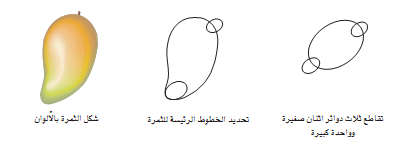 تقاطع ثلاث دوائر اثنان صغيرة
وواحدة كبيرة
تحديد الخطوط الرئيسة للثمرة
شكل الثمرة بالألوان